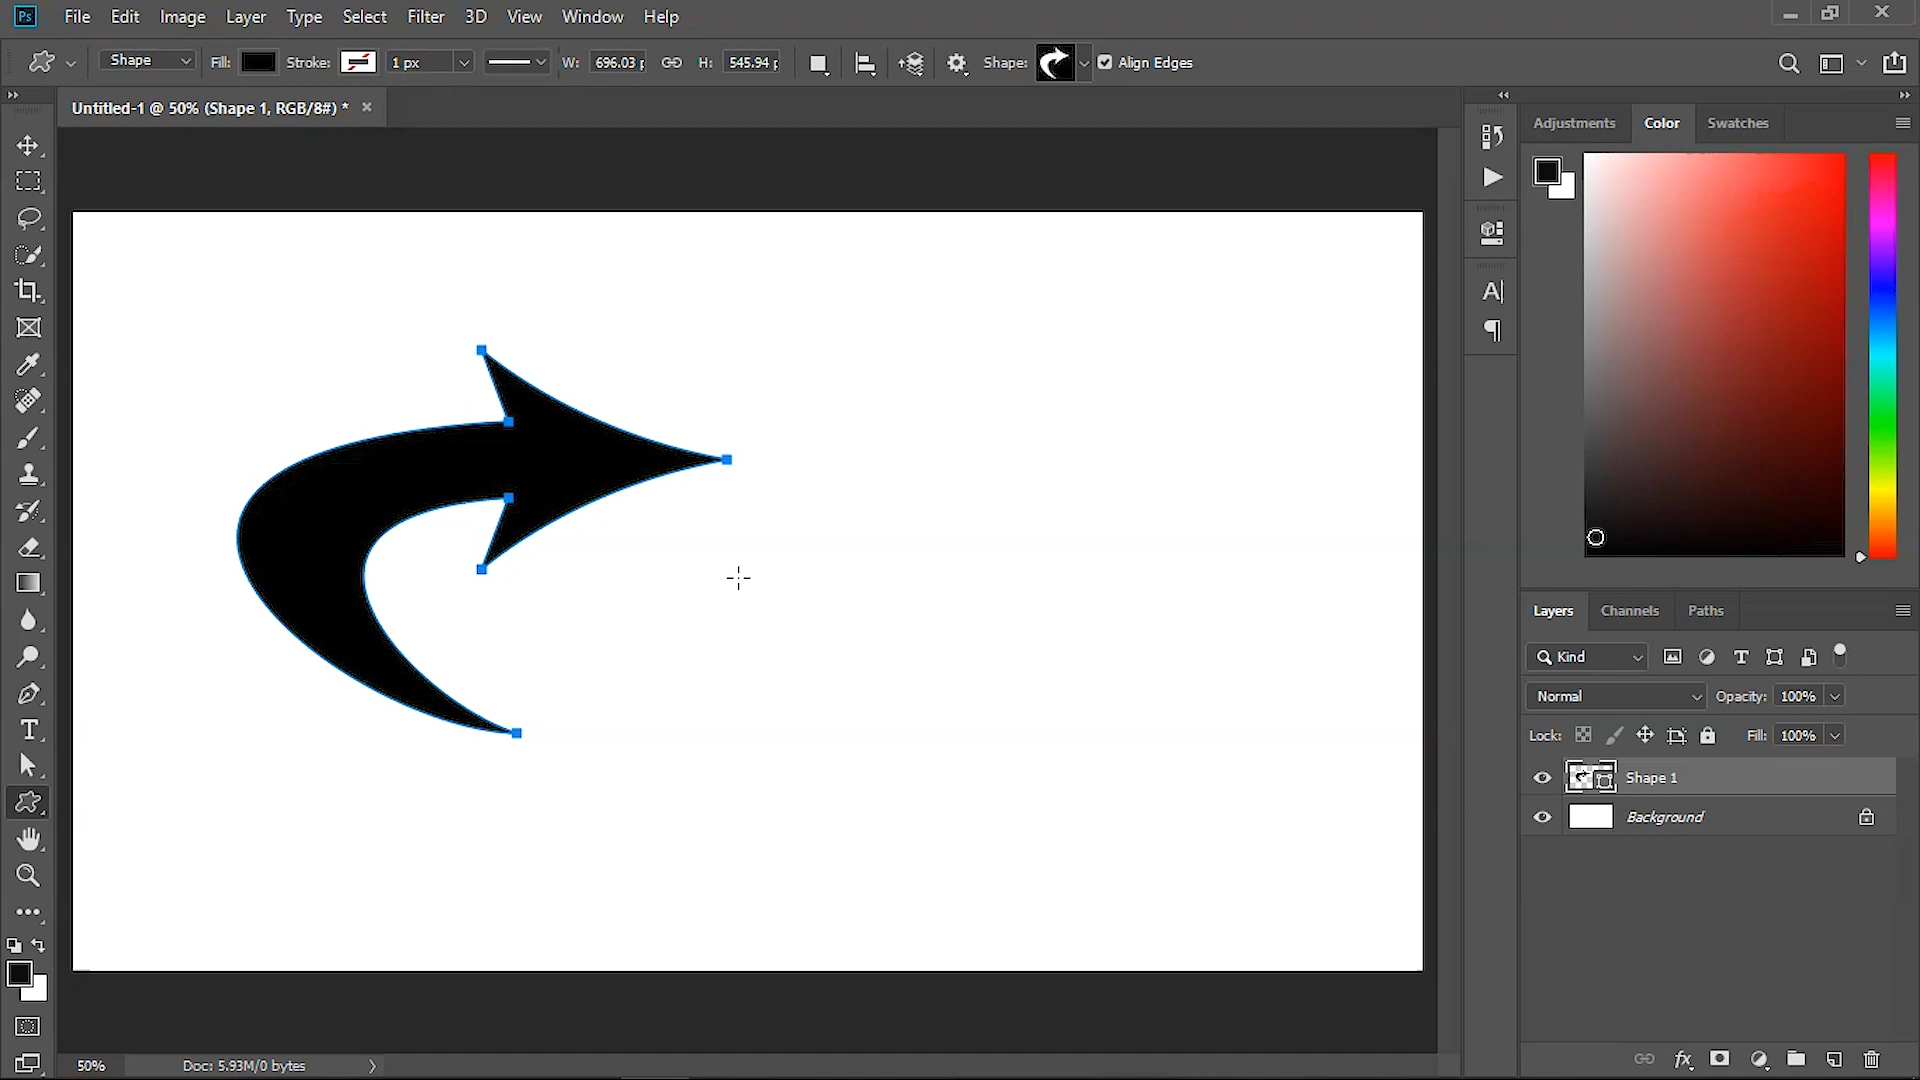 Ps File Edit Image Layer Type Select Filter 3D View Window Help
Shape Fill: Stroke: 1 px W: 696.03 p H: 545.94 p Shape: Align Edges
Untitled-1 @ 50% (Shape 1, RGB/8#) *
Adjustments Color Swatches
Layers Channels Paths
Kind
Normal Opacity: 100%
Lock: Fill: 100%
Shape 1
Background
50% Doc: 5.93M/0 bytes